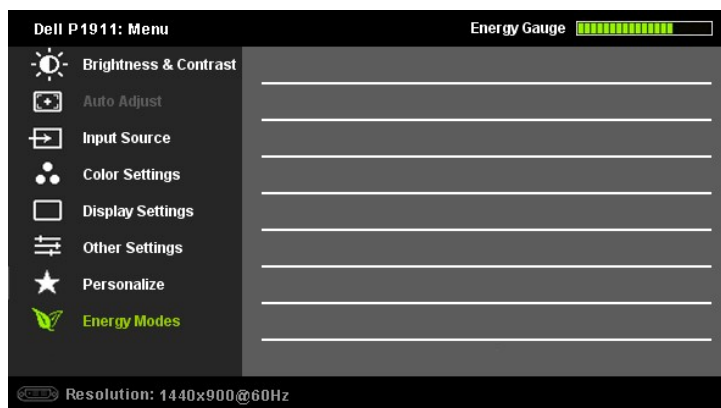 Dell P1911: Menu
Energy Gauge
Brightness & Contrast
Auto Adjust
Input Source
Color Settings
Display Settings
Other Settings
Personalize
Energy Modes
Resolution: 1440x900@60Hz